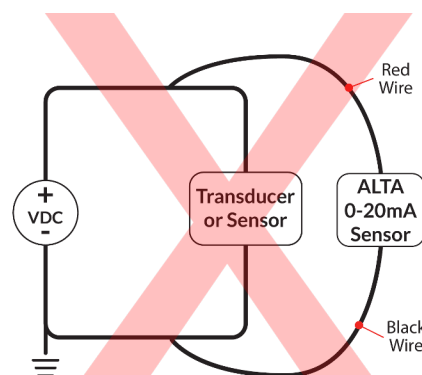 Red
Wire
+
VDC
-
Transducer
or Sensor
ALTA
0-20mA
Sensor
Black
Wire